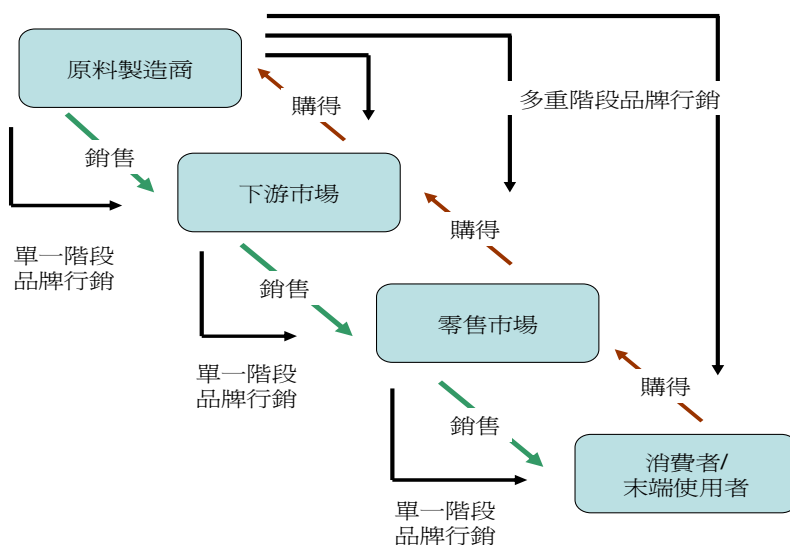 原料製造商
購得
多重階段品牌行銷
銷售
下游市場
單一階段
品牌行銷
購得
銷售
零售市場
單一階段
品牌行銷
購得
銷售
消費者/
末端使用者
單一階段
品牌行銷